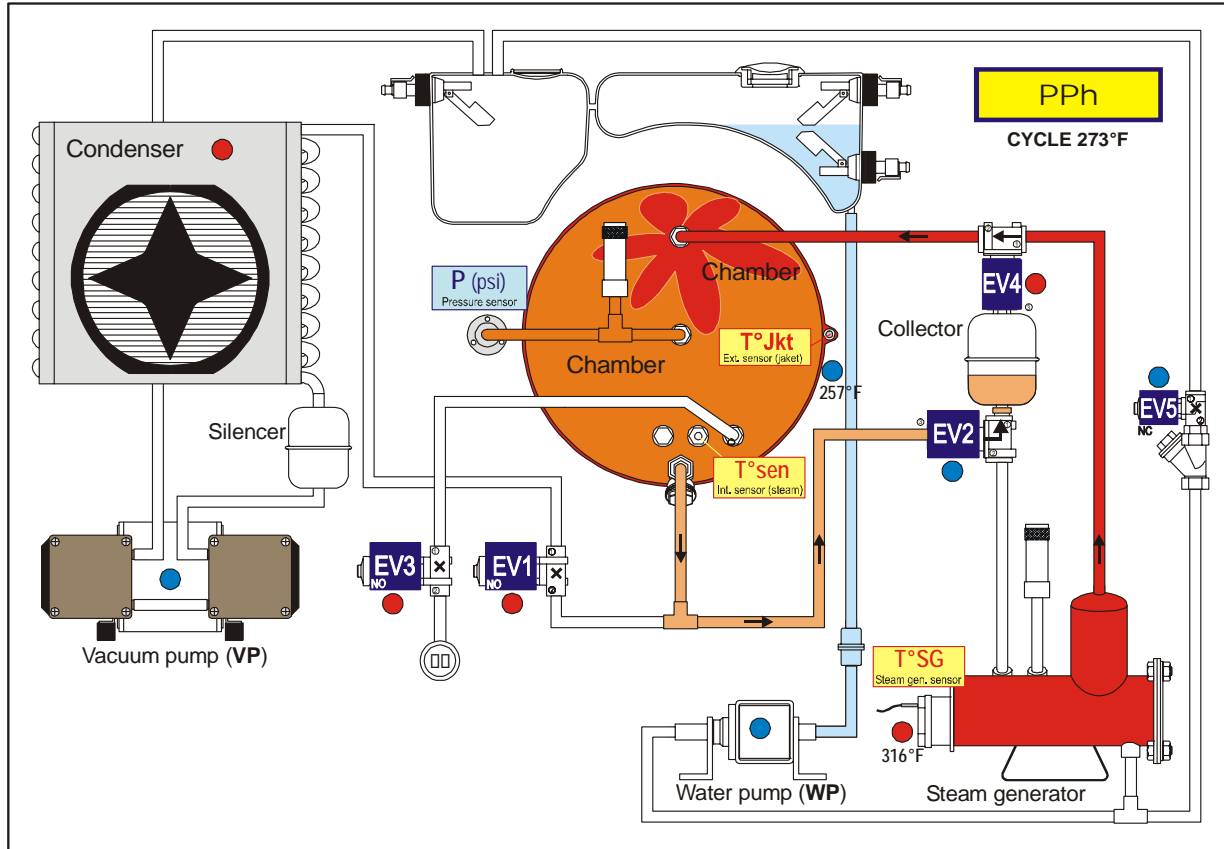 PPh
CYCLE 273°F
Condenser
P (psi)
Pressure sensor
Chamber
EV4
Collector
T°Jkt
Ext. sensor (jaket)
Chamber
257°F
EV5
NC
Silencer
EV2
T°sen
Int. sensor (steam)
EV3
NO
EV1
NO
Vacuum pump (VP)
T°SG
Steam gen. sensor
316°F
Water pump (WP)
Steam generator